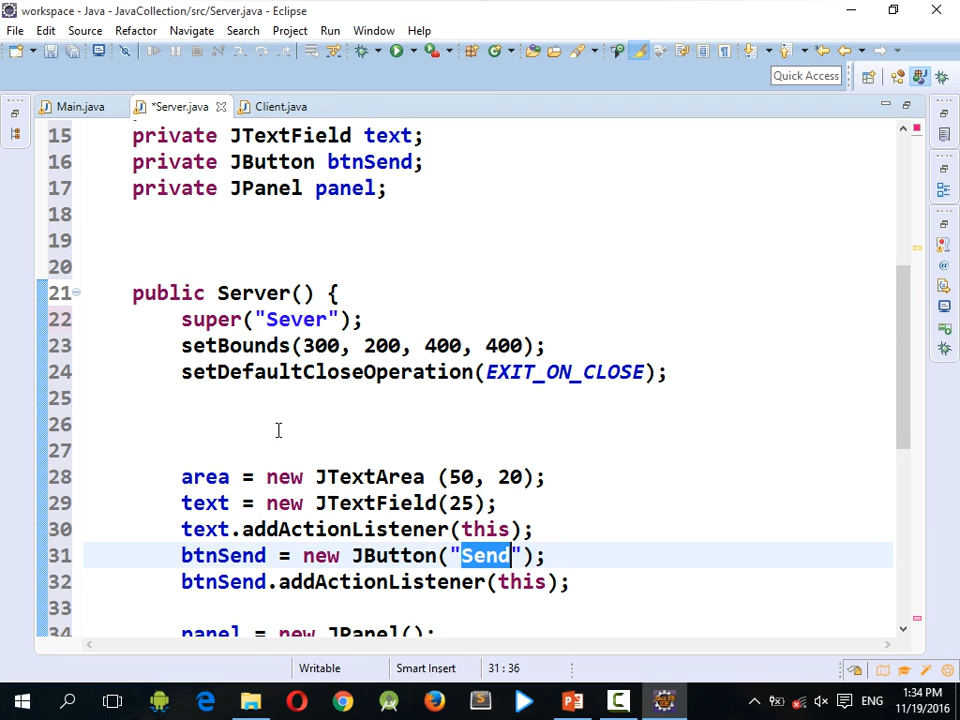 workspace - Java - JavaCollection/src/Server.java - Eclipse
File Edit Source Refactor Navigate Search Project Run Window Help
Quick Access
Main.java *Server.java Client.java
15 private JTextField text;
16 private JButton btnSend;
17 private JPanel panel;
18
19
20
21 public Server() {
22 super("Sever");
23 setBounds(300, 200, 400, 400);
24 setDefaultCloseOperation(EXIT_ON_CLOSE);
25
26
27
28 area = new JTextArea (50, 20);
29 text = new JTextField(25);
30 text.addActionListener(this);
31 btnSend = new JButton("Send");
32 btnSend.addActionListener(this);
33
34 panel = new JPanel();
Writable Smart Insert 31 : 36
ENG 1:34 PM
11/19/2016